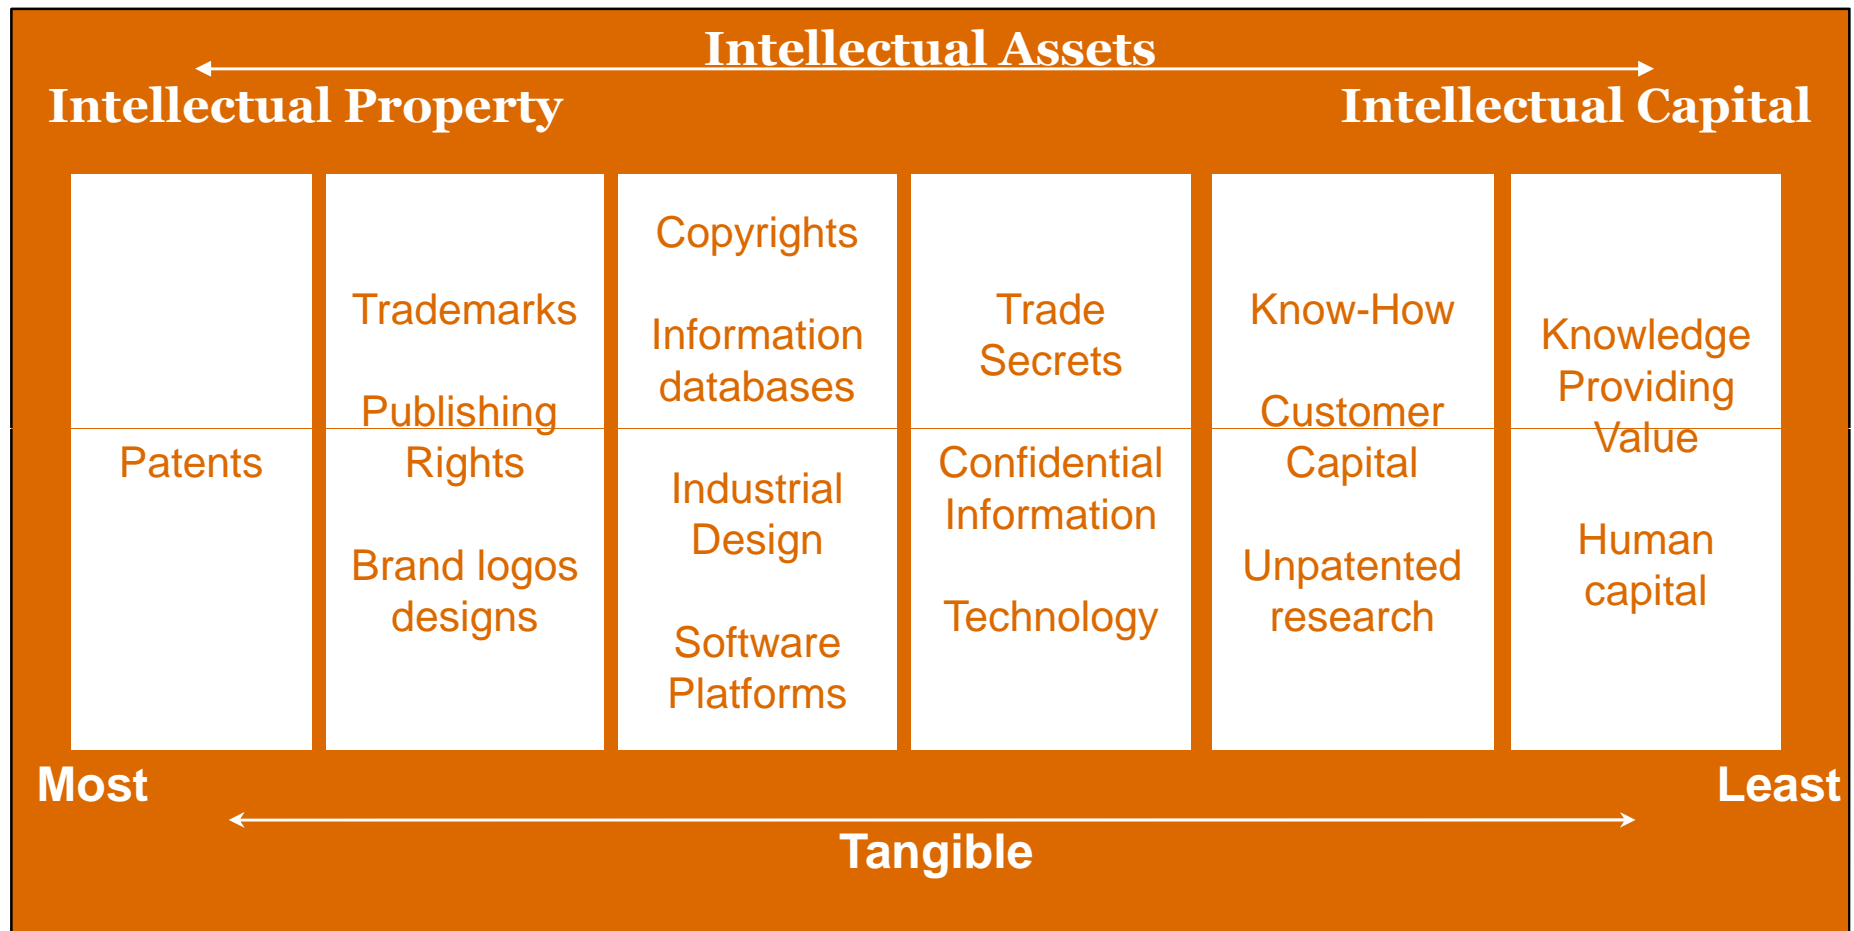 Intellectual Assets
Intellectual Property
Intellectual Capital
Patents
Trademarks
Publishing
Rights
Brand logos
designs
Copyrights
Information
databases
Industrial
Design
Software
Platforms
Trade
Secrets
Confidential
Information
Technology
Know-How
Customer
Capital
Unpatented
research
Knowledge
Providing
Value
Human
capital
Most
Least
Tangible